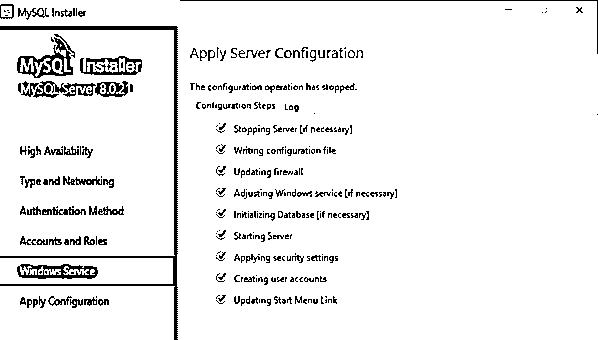 MySQL Installer
MySQL Installer
MySQL Server 8.0.21
High Availability
Type and Networking
Authentication Method
Accounts and Roles
Windows Service
Apply Configuration
Apply Server Configuration
The configuration operation has stopped.
Configuration Steps Log
Stopping Server [if necessary]
Writing configuration file
Updating firewall
Adjusting Windows service [if necessary]
Initializing Database [if necessary]
Starting Server
Applying security settings
Creating user accounts
Updating Start Menu Link